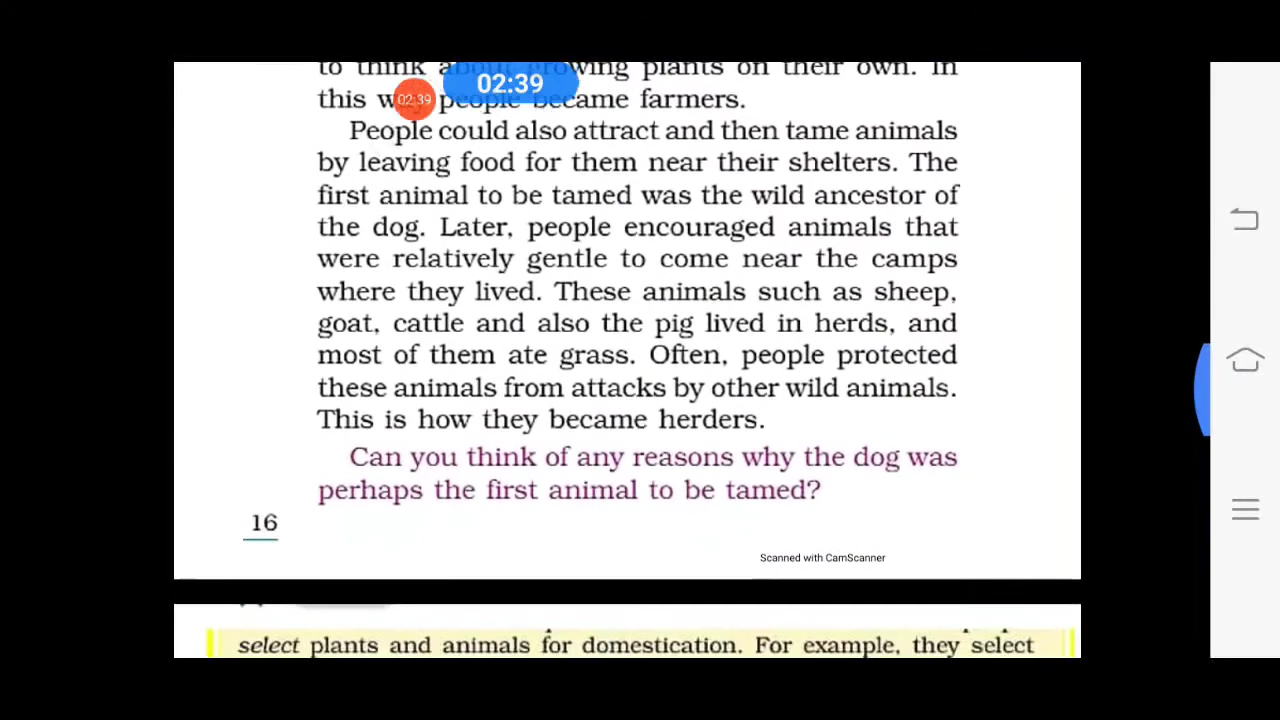 to think about growing plants on their own. In
02:39
this way people became farmers.
02:39
People could also attract and then tame animals
by leaving food for them near their shelters. The
first animal to be tamed was the wild ancestor of
the dog. Later, people encouraged animals that
were relatively gentle to come near the camps
where they lived. These animals such as sheep,
goat, cattle and also the pig lived in herds, and
most of them ate grass. Often, people protected
these animals from attacks by other wild animals.
This is how they became herders.
Can you think of any reasons why the dog was
perhaps the first animal to be tamed?
16
Scanned with CamScanner
select plants and animals for domestication. For example, they select